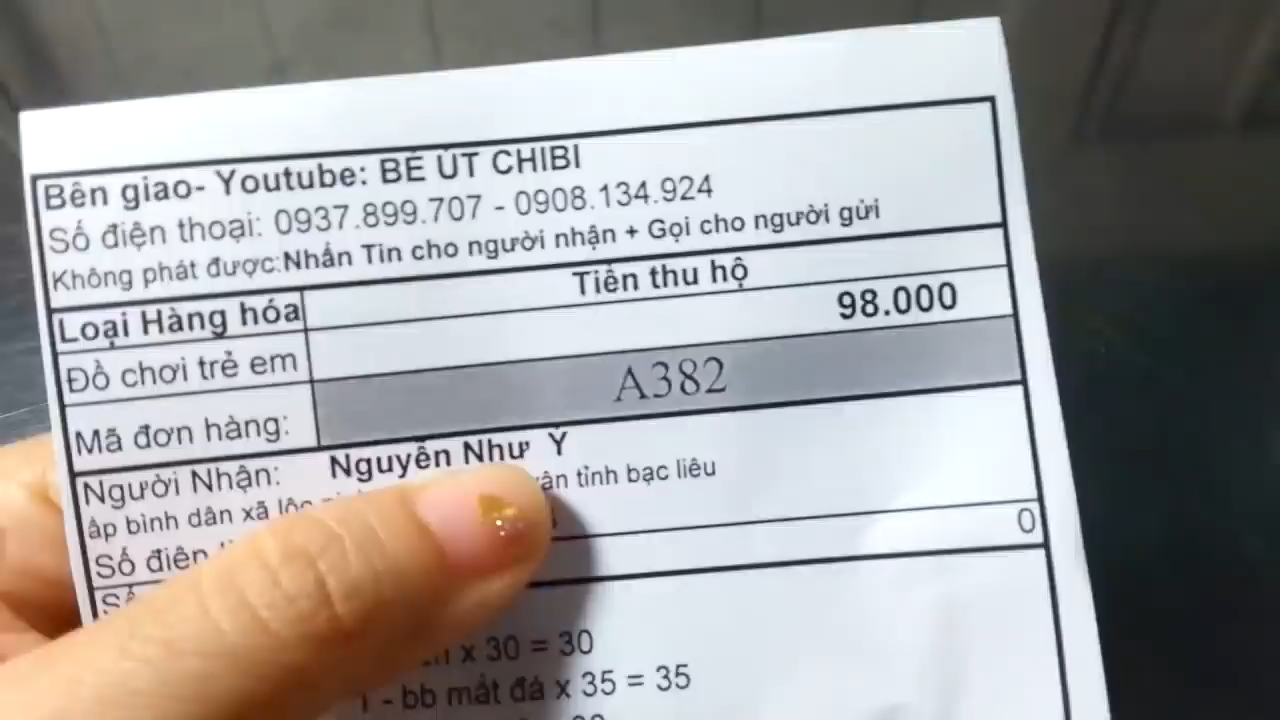 Bên giao- Youtube: BÉ ÚT CHIBI
Số điện thoại: 0937.899.707 - 0908.134.924
Không phát được:Nhắn Tin cho người nhận + Gọi cho người gửi
Loại Hàng hóa
Tiền thu hộ
Đồ chơi trẻ em
98.000
Mã đơn hàng:
A382
Người Nhận: Nguyễn Như Ý
ấp bình dân xã tỉnh bạc liêu
Số điện
0
x 30 = 30
1 - bb mắt đá x 35 = 35